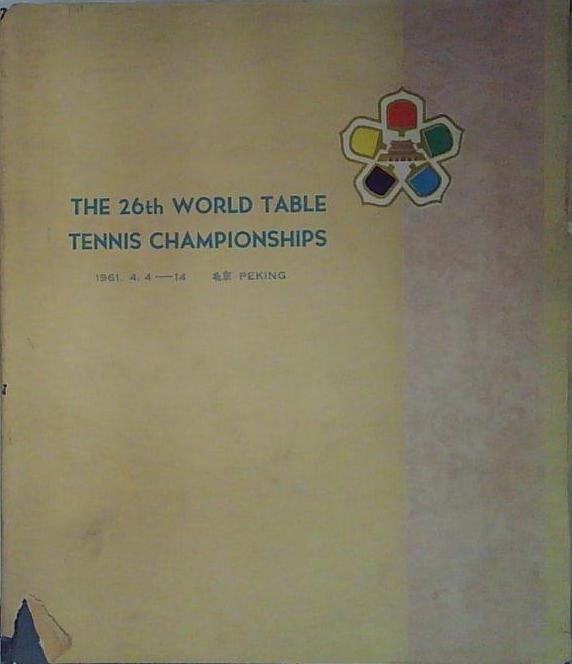 THE 26th WORLD TABLE
TENNIS CHAMPIONSHIPS
1961. 4. 4—14 北京 PEKING